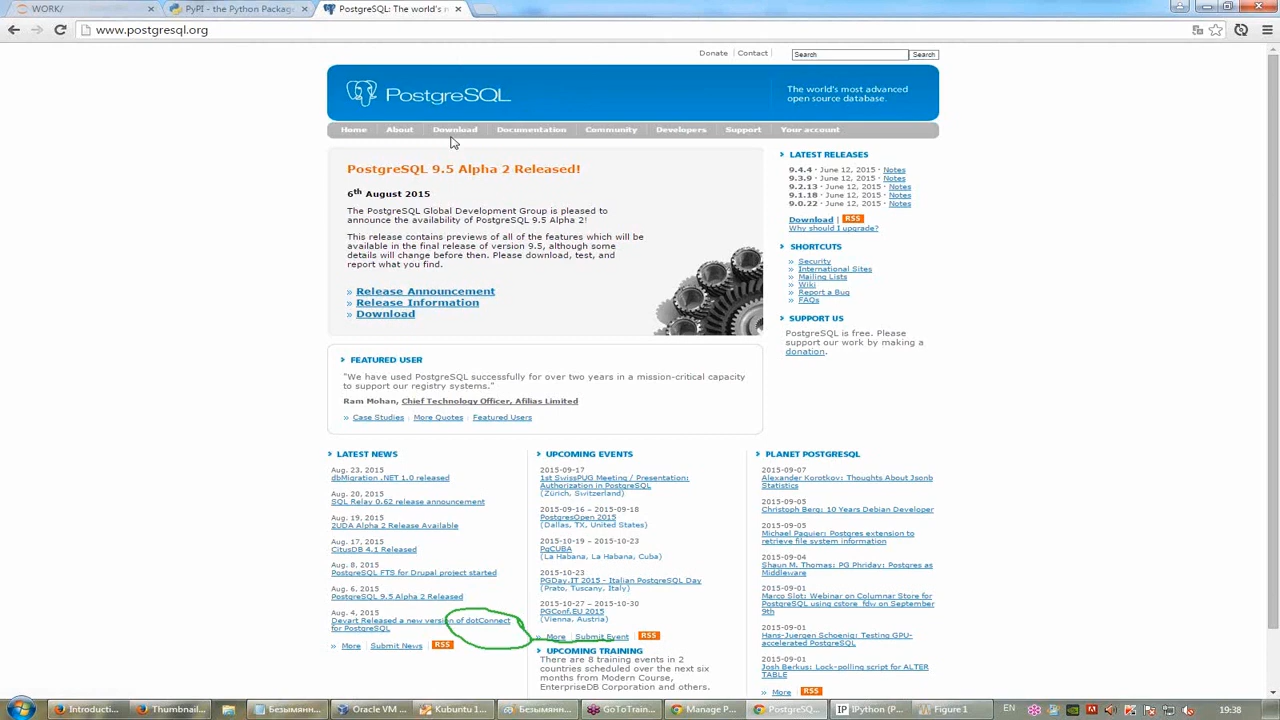 WORK/
PyPI - the Python Package
PostgreSQL: The world's
www.postgresql.org
Donate | Contact |
Search
Search
PostgreSQL
The world's most advanced
open source database.
Home
About
Download
Documentation
Community
Developers
Support
Your account
PostgreSQL 9.5 Alpha 2 Released!
6th August 2015
The PostgreSQL Global Development Group is pleased to
announce the availability of PostgreSQL 9.5 Alpha 2!
This release contains previews of all of the features which will be
available in the final release of version 9.5, although some
details will change before then. Please download, test, and
report what you find.
» Release Announcement
» Release Information
» Download
LATEST RELEASES
9.4.4 · June 12, 2015 · Notes
9.3.9 · June 12, 2015 · Notes
9.2.13 · June 12, 2015 · Notes
9.1.18 · June 12, 2015 · Notes
9.0.22 · June 12, 2015 · Notes
Download | RSS
Why should I upgrade?
SHORTCUTS
» Security
» International Sites
» Mailing Lists
» Wiki
» Report a Bug
» FAQs
SUPPORT US
PostgreSQL is free. Please
support our work by making a
donation.
FEATURED USER
"We have used PostgreSQL successfully for over two years in a mission-critical capacity
to support our registry systems."
Ram Mohan, Chief Technology Officer, Afilias Limited
» Case Studies | More Quotes | Featured Users
LATEST NEWS
Aug. 23, 2015
dbMigration .NET 1.0 released
Aug. 20, 2015
SQL Relay 0.62 release announcement
Aug. 19, 2015
2UDA Alpha 2 Release Available
Aug. 17, 2015
CitusDB 4.1 Released
Aug. 8, 2015
PostgreSQL FTS for Drupal project started
Aug. 6, 2015
PostgreSQL 9.5 Alpha 2 Released
Aug. 4, 2015
Devart Released a new version of dotConnect
for PostgreSQL
» More | Submit News | RSS
UPCOMING EVENTS
2015-09-17
1st SwissPUG Meeting / Presentation:
Authorization in PostgreSQL
(Zürich, Switzerland)
2015-09-16 – 2015-09-18
PostgresOpen 2015
(Dallas, TX, United States)
2015-10-19 – 2015-10-23
PgCUBA
(La Habana, La Habana, Cuba)
2015-10-23
PGDay.IT 2015 - Italian PostgreSQL Day
(Prato, Tuscany, Italy)
2015-10-27 – 2015-10-30
PGConf.EU 2015
(Vienna, Austria)
» More | Submit Event | RSS
UPCOMING TRAINING
There are 8 training events in 2
countries scheduled over the next six
months from Modern Course,
EnterpriseDB Corporation and others.
PLANET POSTGRESQL
2015-09-07
Alexander Korotkov: Thoughts About Jsonb
Statistics
2015-09-05
Christoph Berg: 10 Years Debian Developer
2015-09-05
Michael Paquier: Postgres extension to
retrieve file system information
2015-09-04
Shaun M. Thomas: PG Phriday: Postgres as
Middleware
2015-09-01
Marco Slot: Webinar on Columnar Store for
PostgreSQL using cstore_fdw on September
9th
2015-09-01
Hans-Juergen Schoenig: Testing GPU-
accelerated PostgreSQL
2015-09-01
Josh Berkus: Lock-polling script for ALTER
TABLE
» More | RSS
Introducti...
Thumbnail...
Безымянн...
Oracle VM ...
Kubuntu 1...
Безымянн...
GoToTrain...
Manage P...
PostgreSQ...
IPython (P...
Figure 1
EN
19:38